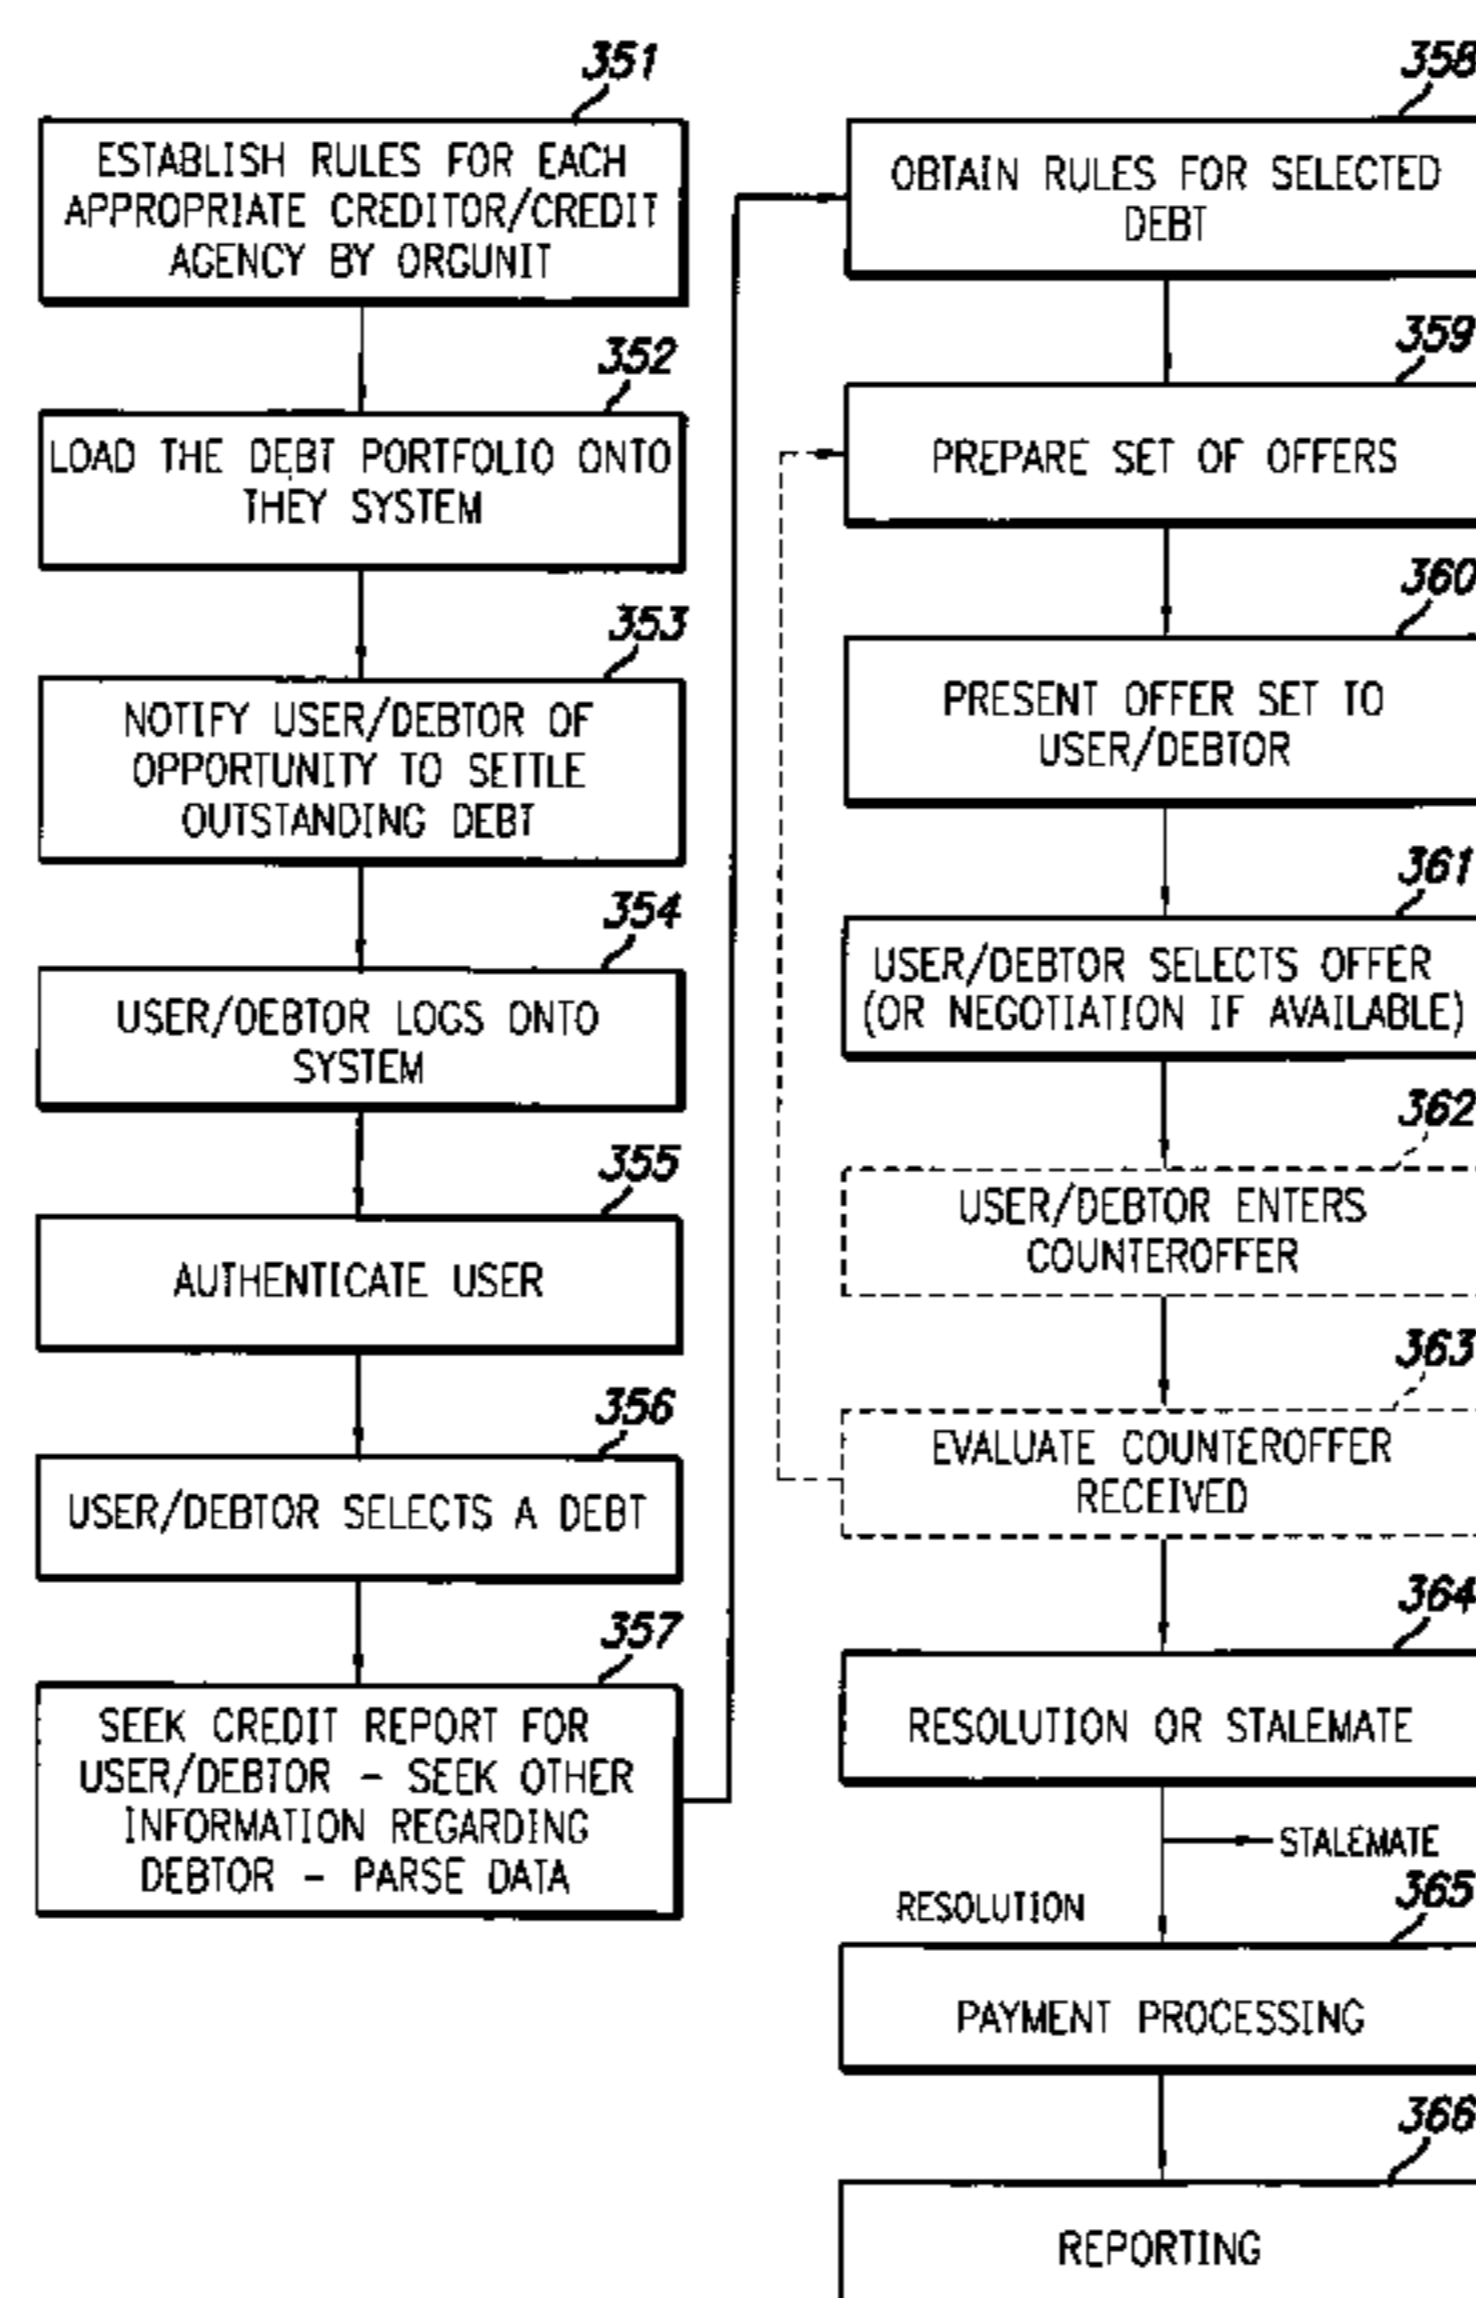 351
ESTABLISH RULES FOR EACH
APPROPRIATE CREDITOR/CREDIT
AGENCY BY ORGUNIT
352
LOAD THE DEBT PORTFOLIO ONTO
THEY SYSTEM
353
NOTIFY USER/DEBTOR OF
OPPORTUNITY TO SETTLE
OUTSTANDING DEBT
354
USER/DEBTOR LOGS ONTO
SYSTEM
355
AUTHENTICATE USER
356
USER/DEBTOR SELECTS A DEBT
357
SEEK CREDIT REPORT FOR
USER/DEBTOR – SEEK OTHER
INFORMATION REGARDING
DEBTOR – PARSE DATA
358
OBTAIN RULES FOR SELECTED
DEBT
359
PREPARE SET OF OFFERS
360
PRESENT OFFER SET TO
USER/DEBTOR
361
USER/DEBTOR SELECTS OFFER
(OR NEGOTIATION IF AVAILABLE)
362
USER/DEBTOR ENTERS
COUNTEROFFER
363
EVALUATE COUNTEROFFER
RECEIVED
364
RESOLUTION OR STALEMATE
STALEMATE
RESOLUTION
365
PAYMENT PROCESSING
366
REPORTING